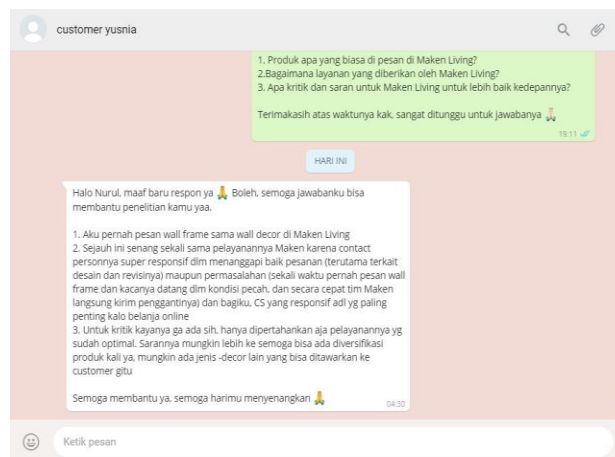 customer yusnia
1. Produk apa yang biasa di pesan di Maken Living?
2.Bagaimana layanan yang diberikan oleh Maken Living?
3. Apa kritik dan saran untuk Maken Living untuk lebih baik kedepannya?
Terimakasih atas waktunya kak, sangat ditunggu untuk jawabanya 🙏
19:11
HARI INI
Halo Nurul, maaf baru respon ya 🙏 Boleh, semoga jawabanku bisa
membantu penelitian kamu yaa.
1. Aku pernah pesan wall frame sama wall decor di Maken Living
2. Sejauh ini senang sekali sama pelayanannya Maken karena contact
personnya super responsif dlm menanggapi baik pesanan (terutama terkait
desain dan revisinya) maupun permasalahan (sekali waktu pernah pesan wall
frame dan kacanya datang dlm kondisi pecah, dan secara cepat tim Maken
langsung kirim penggantinya) dan bagiku, CS yang responsif adl yg paling
penting kalo belanja online
3. Untuk kritik kayanya ga ada sih, hanya dipertahankan aja pelayanannya yg
sudah optimal. Sarannya mungkin lebih ke semoga bisa ada diversifikasi
produk kali ya, mungkin ada jenis -decor lain yang bisa ditawarkan ke
customer gitu
Semoga membantu ya, semoga harimu menyenangkan 🙏
04:30
Ketik pesan